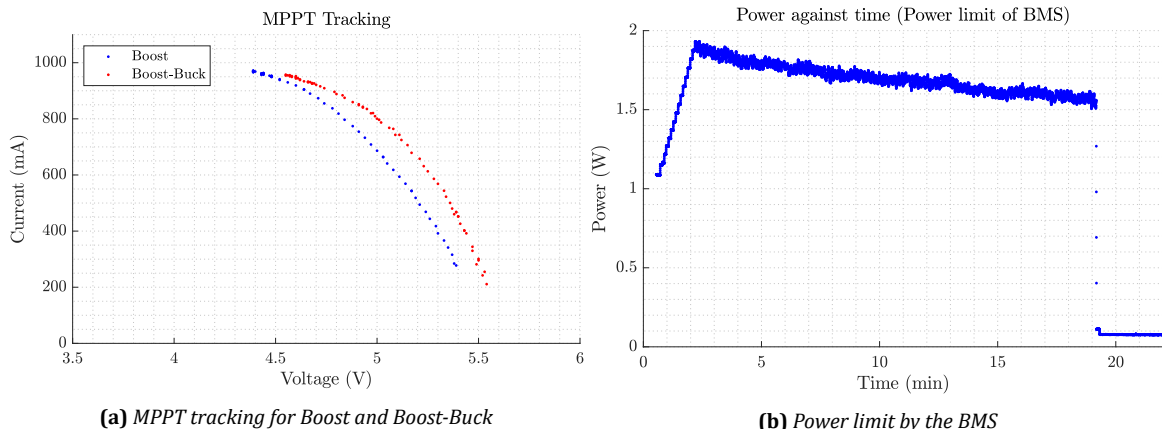 MPPT Tracking
Boost
Boost-Buck
1000
800
600
400
200
0
3.5 4 4.5 5 5.5 6
Current (mA)
Voltage (V)
(a) MPPT tracking for Boost and Boost-Buck
Power against time (Power limit of BMS)
2
1.5
1
0.5
0
0 5 10 15 20
Power (W)
Time (min)
(b) Power limit by the BMS